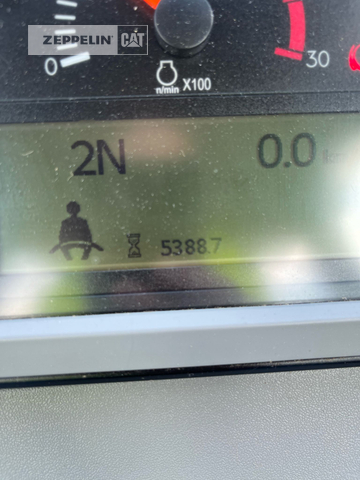 ZEPPELIN CAT
0
30
n/min X100
2N 0.0
5388.7